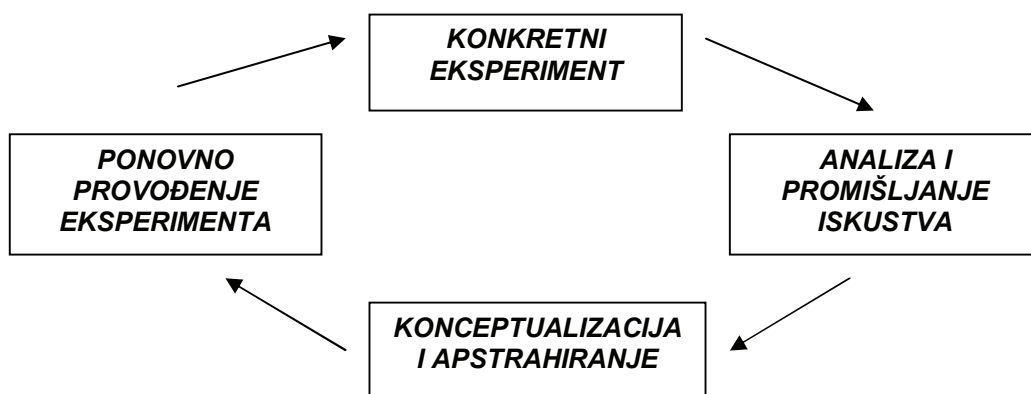 KONKRETNI
EKSPERIMENT
PONOVNO
PROVOĐENJE
EKSPERIMENTA
ANALIZA I
PROMIŠLJANJE
ISKUSTVA
KONCEPTUALIZACIJA
I APSTRAHIRANJE